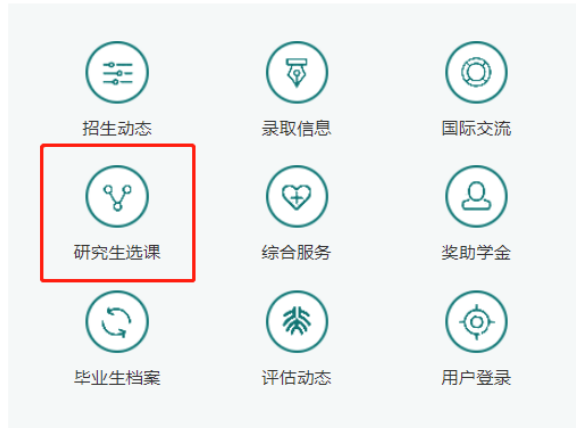 招生动态
录取信息
国际交流
研究生选课
综合服务
奖助学金
毕业生档案
评估动态
用户登录